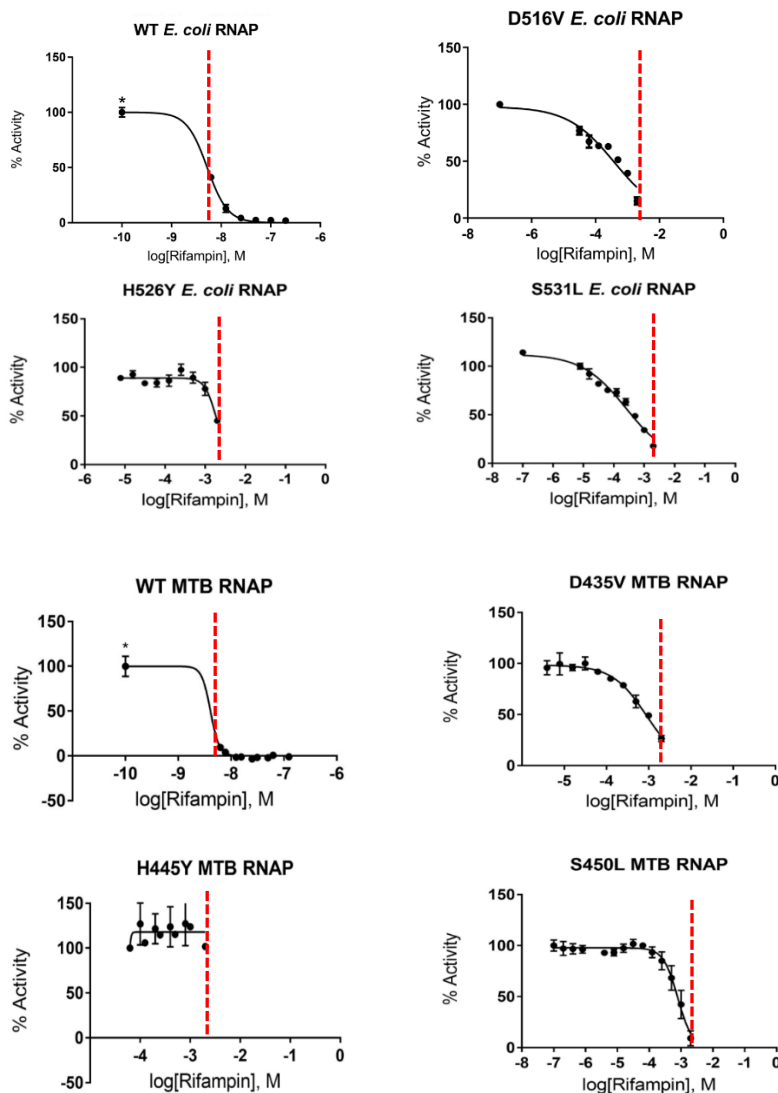 WT E. coli RNAP
% Activity
150
100
50
0
*
-10 -9 -8 -7 -6
log[Rifampin], M
D516V E. coli RNAP
% Activity
150
100
50
0
-8 -6 -4 -2 0
log[Rifampin], M
H526Y E. coli RNAP
% Activity
150
100
50
0
-6 -5 -4 -3 -2 -1 0
log[Rifampin], M
S531L E. coli RNAP
% Activity
150
100
50
0
-8 -7 -6 -5 -4 -3 -2 -1 0
log[Rifampin], M
WT MTB RNAP
% Activity
150
100
50
0
-50
*
-10 -9 -8 -7 -6
log[Rifampin], M
D435V MTB RNAP
% Activity
150
100
50
0
-5 -4 -3 -2 -1 0
log[Rifampin], M
H445Y MTB RNAP
% Activity
150
100
50
0
-50
-4 -3 -2 -1 0
log[Rifampin], M
S450L MTB RNAP
% Activity
150
100
50
0
-8 -7 -6 -5 -4 -3 -2 -1 0
log[Rifampin], M